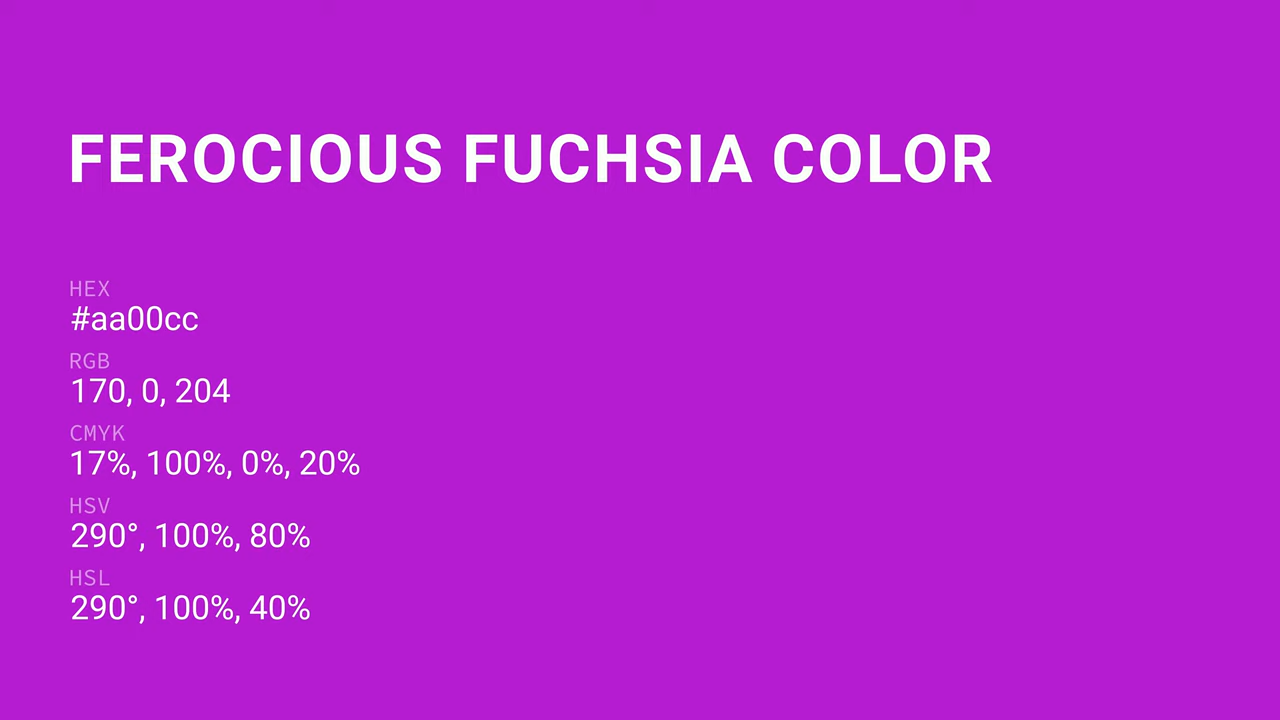 FEROCIOUS FUCHSIA COLOR
HEX
#aa00cc
RGB
170, 0, 204
CMYK
17%, 100%, 0%, 20%
HSV
290°, 100%, 80%
HSL
290°, 100%, 40%